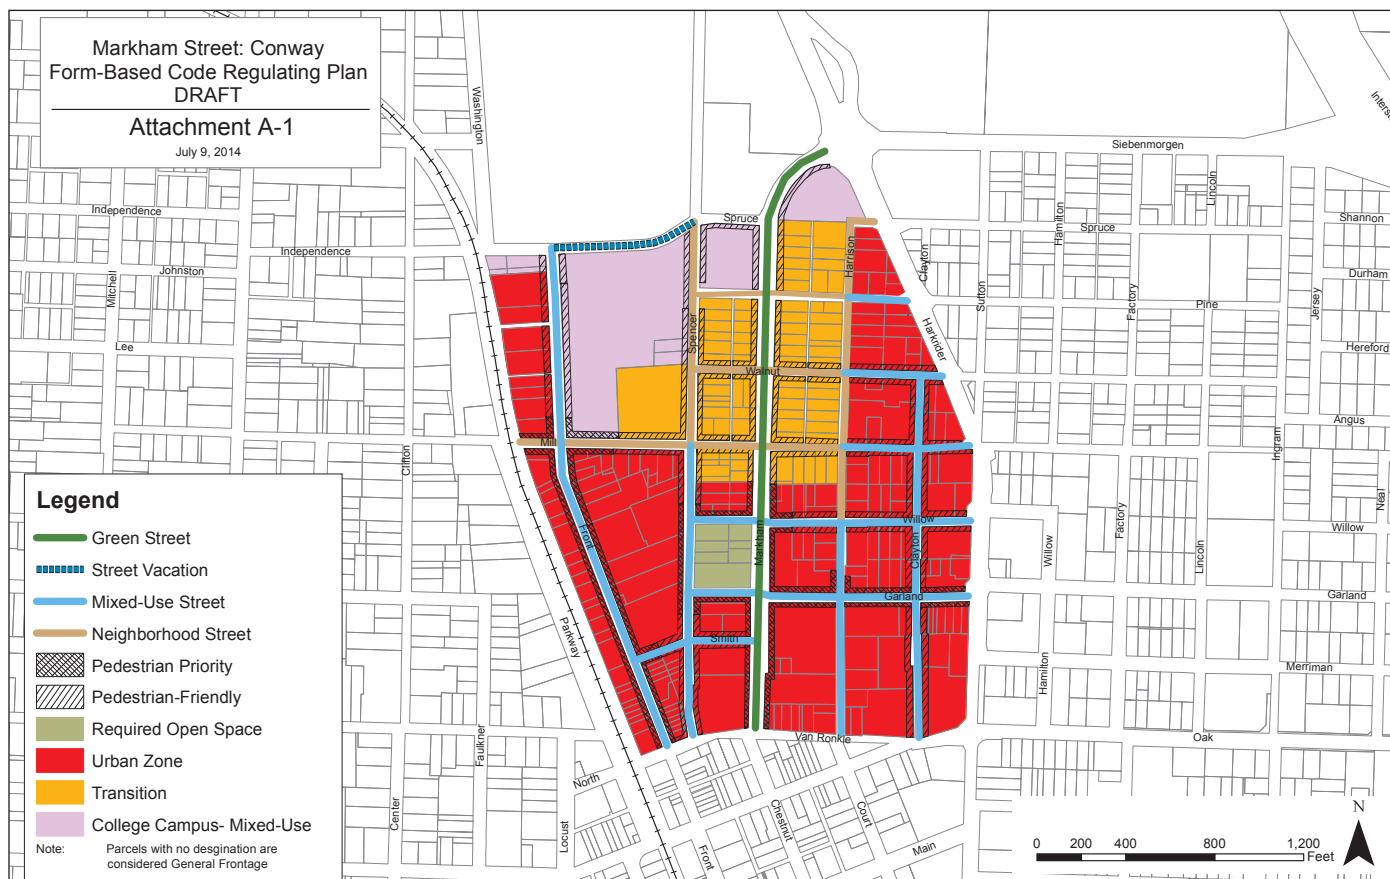 Markham Street: Conway
Form-Based Code Regulating Plan
DRAFT
Attachment A-1
July 9, 2014
Washington
Siebenmorgen
Independence
Independence
Johnston
Mitchell
Lee
Spruce
Harrison
Clayton
Hamilton
Spruce
Lincoln
Shannon
Durham
Sutton
Factory
Pine
Jersey
Hereford
Harkrider
Spencer
Walnut
Angus
Mill
Clifton
Ingram
Neal
Front
Markham
Willow
Clayton
Willow
Factory
Lincoln
Willow
Garland
Garland
Smith
Parkway
Hamilton
Merriman
Van Ronkle
Oak
Faulkner
Center
Locust
North
Chestnut
Court
Front
Main
Legend
Green Street
Street Vacation
Mixed-Use Street
Neighborhood Street
Pedestrian Priority
Pedestrian-Friendly
Required Open Space
Urban Zone
Transition
College Campus- Mixed-Use
Note: Parcels with no desgination are
considered General Frontage
N
0 200 400 800 1,200
Feet